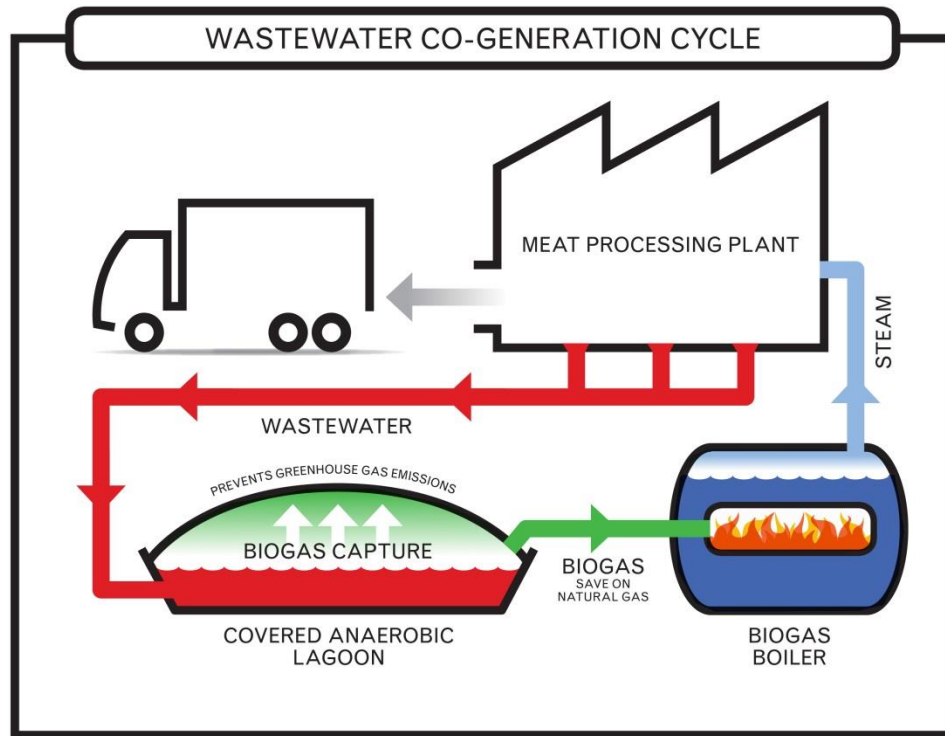 WASTEWATER CO-GENERATION CYCLE
MEAT PROCESSING PLANT
STEAM
WASTEWATER
PREVENTS GREENHOUSE GAS EMISSIONS
BIOGAS CAPTURE
BIOGAS
SAVE ON
NATURAL GAS
COVERED ANAEROBIC
LAGOON
BIOGAS
BOILER